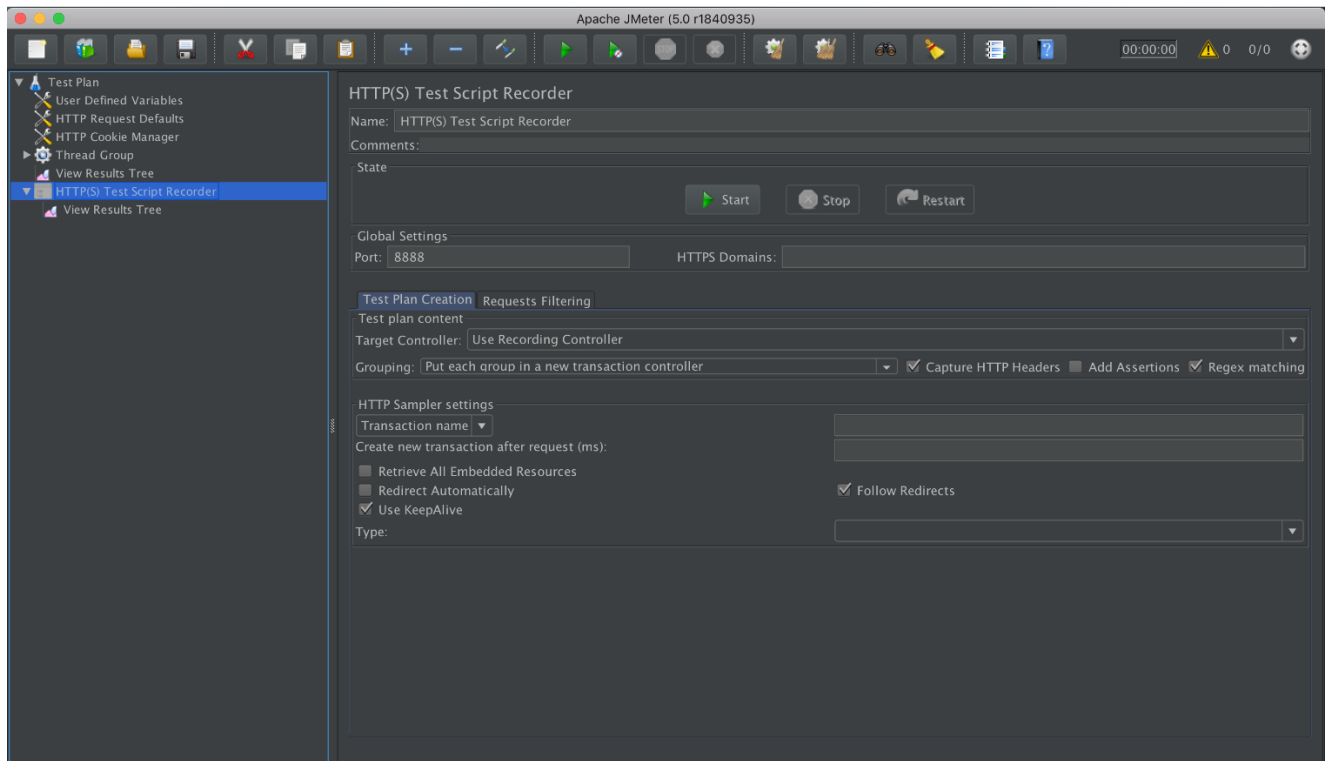 Apache JMeter (5.0 r1840935)
00:00:00 0 0/0
Test Plan
User Defined Variables
HTTP Request Defaults
HTTP Cookie Manager
Thread Group
View Results Tree
HTTP(S) Test Script Recorder
View Results Tree
HTTP(S) Test Script Recorder
Name: HTTP(S) Test Script Recorder
Comments:
State
Start Stop Restart
Global Settings
Port: 8888 HTTPS Domains:
Test Plan Creation Requests Filtering
Test plan content
Target Controller: Use Recording Controller
Grouping: Put each group in a new transaction controller Capture HTTP Headers Add Assertions Regex matching
HTTP Sampler settings
Transaction name
Create new transaction after request (ms):
Retrieve All Embedded Resources
Redirect Automatically Follow Redirects
Use KeepAlive
Type: